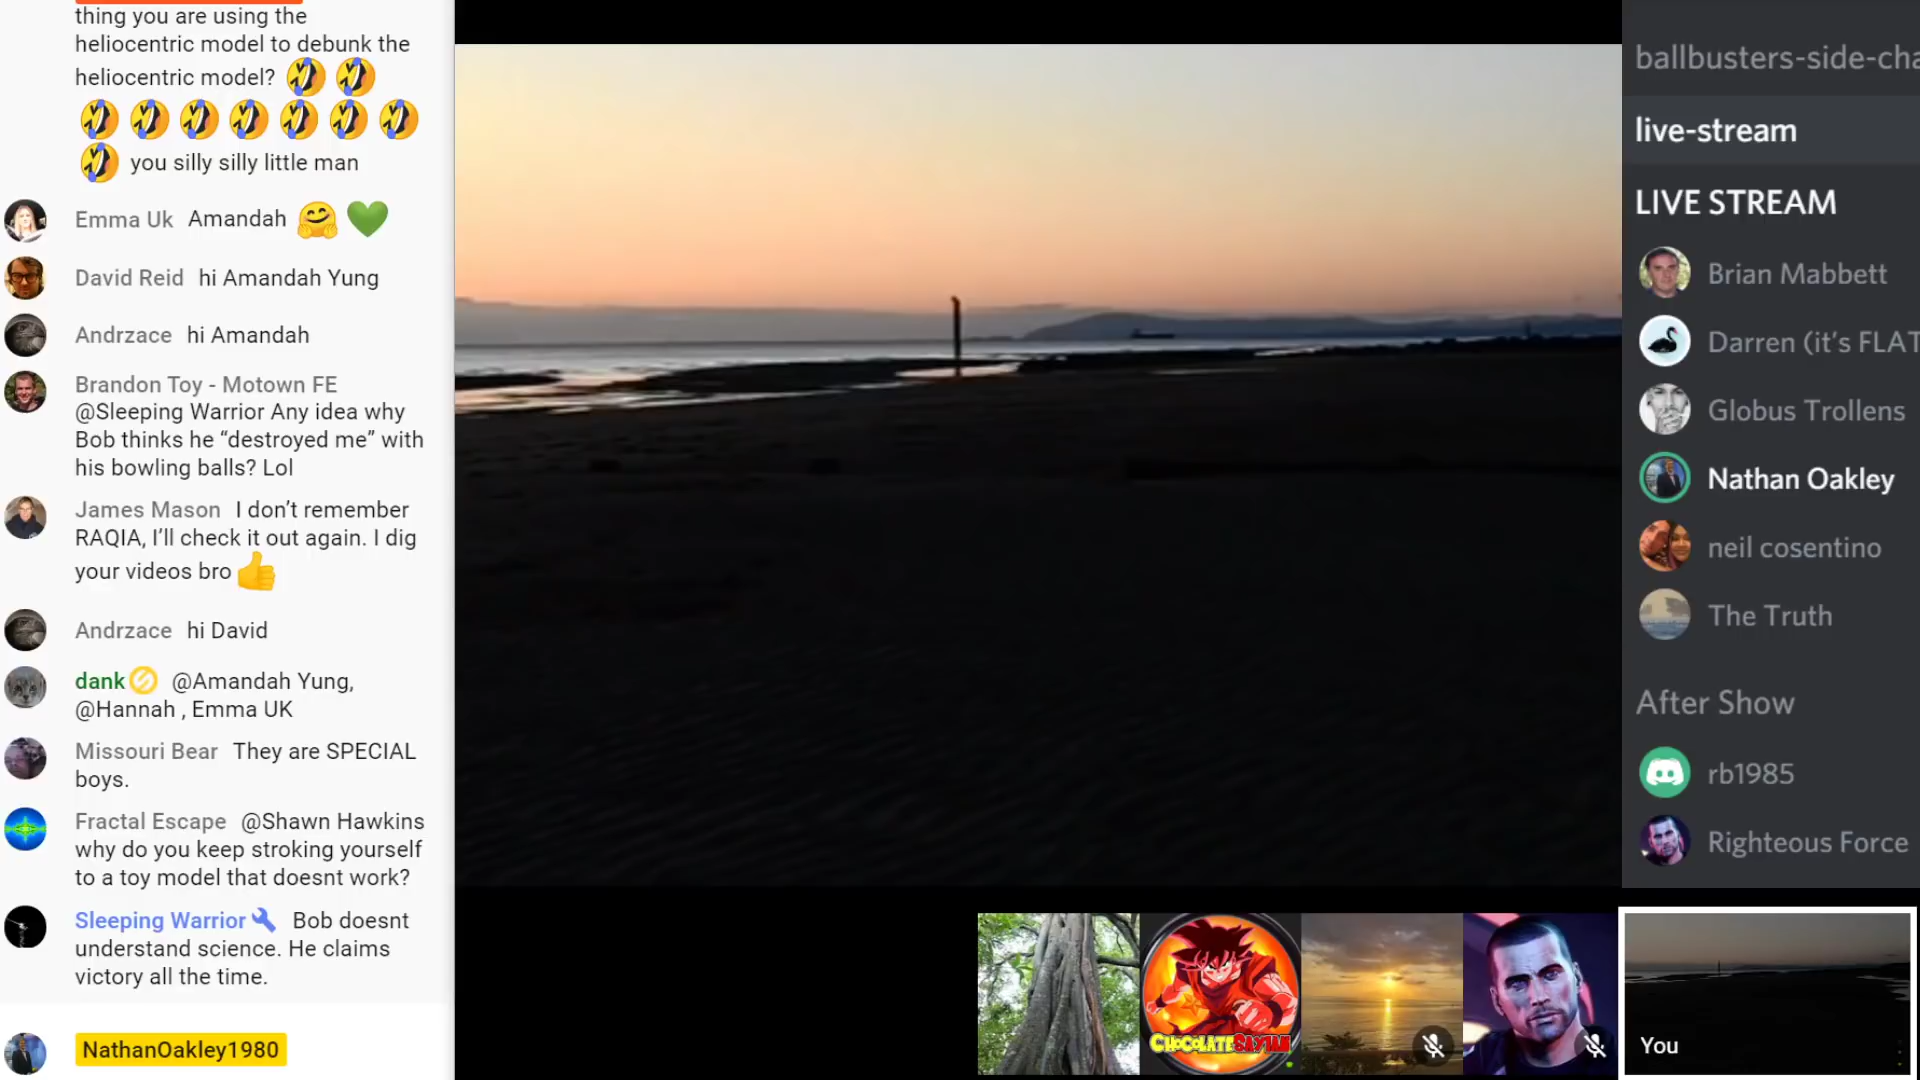 thing you are using the
heliocentric model to debunk the
heliocentric model?
you silly silly little man
Emma Uk Amandah
David Reid hi Amandah Yung
Andrzace hi Amandah
Brandon Toy - Motown FE
@Sleeping Warrior Any idea why
Bob thinks he “destroyed me” with
his bowling balls? Lol
James Mason I don’t remember
RAQIA, I’ll check it out again. I dig
your videos bro
Andrzace hi David
dank @Amandah Yung,
@Hannah , Emma UK
Missouri Bear They are SPECIAL
boys.
Fractal Escape @Shawn Hawkins
why do you keep stroking yourself
to a toy model that doesnt work?
Sleeping Warrior Bob doesnt
understand science. He claims
victory all the time.
NathanOakley1980
CHOCOLATE SAYIAN
You
ballbusters-side-cha
live-stream
LIVE STREAM
Brian Mabbett
Darren (it’s FLAT
Globus Trollens
Nathan Oakley
neil cosentino
The Truth
After Show
rb1985
Righteous Force